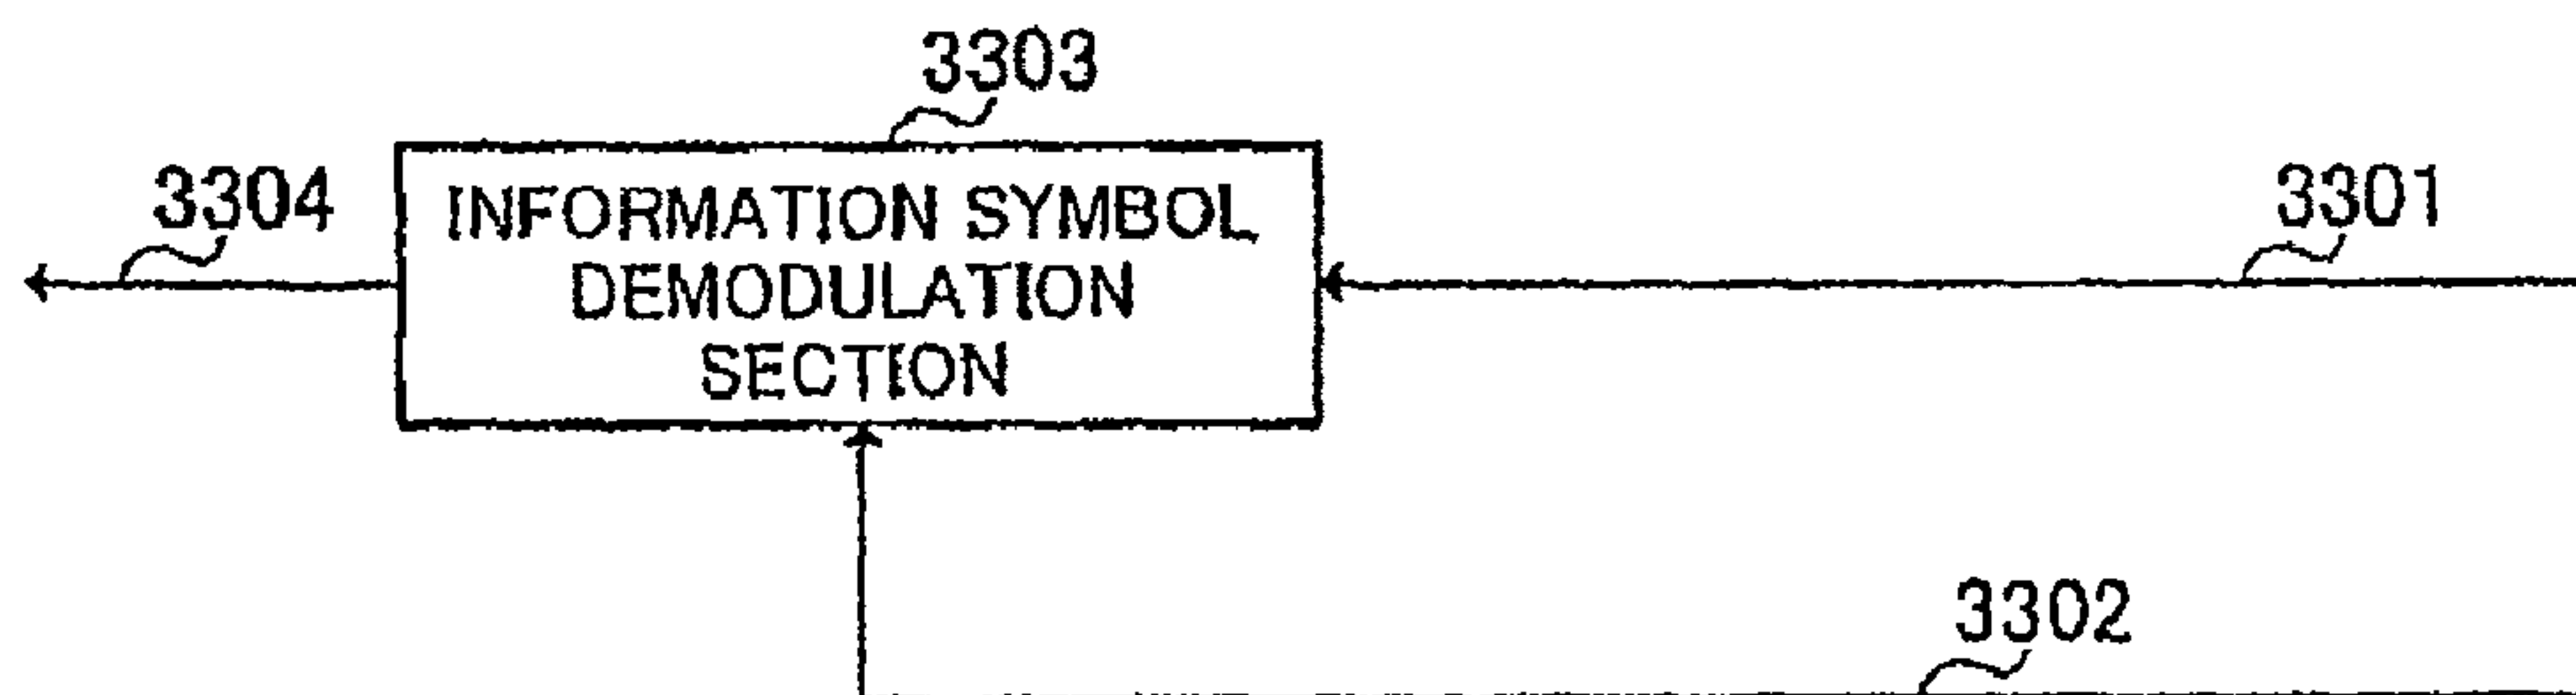 3303
3304
3301
INFORMATION SYMBOL
DEMODULATION
SECTION
3302